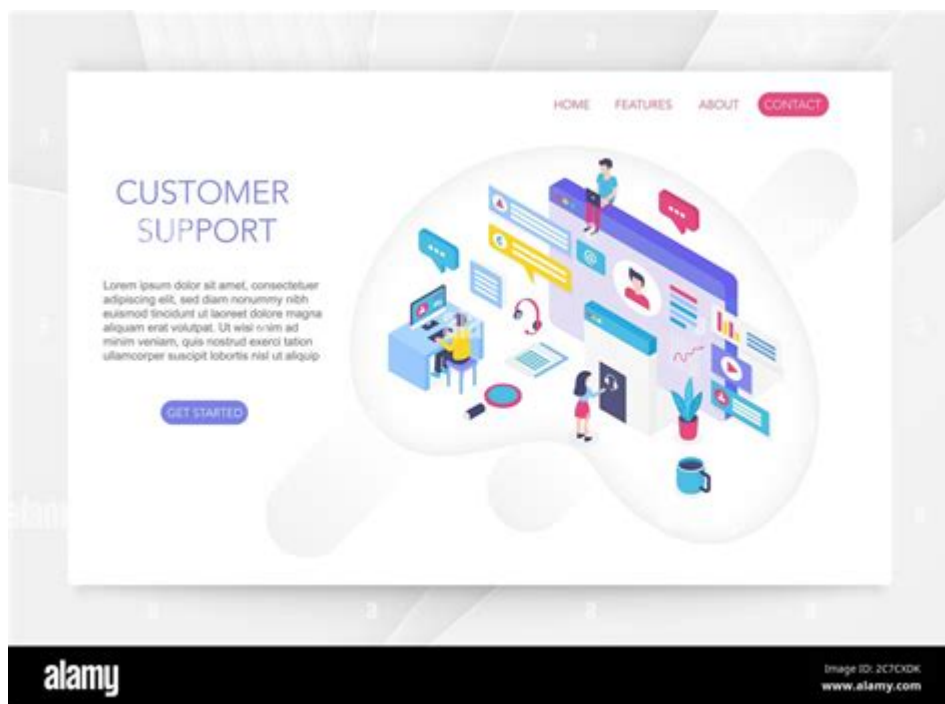 HOME FEATURES ABOUT CONTACT
CUSTOMER
SUPPORT
Lorem ipsum dolor sit amet, consectetuer
adipiscing elit, sed diam nonummy nibh
euismod tincidunt ut laoreet dolore magna
aliquam erat volutpat. Ut wisi enim ad
minim veniam, quis nostrud exerci tation
ullamcorper suscipit lobortis nisl ut aliquip
GET STARTED
alamy
Image ID: 2C7CXDK
www.alamy.com